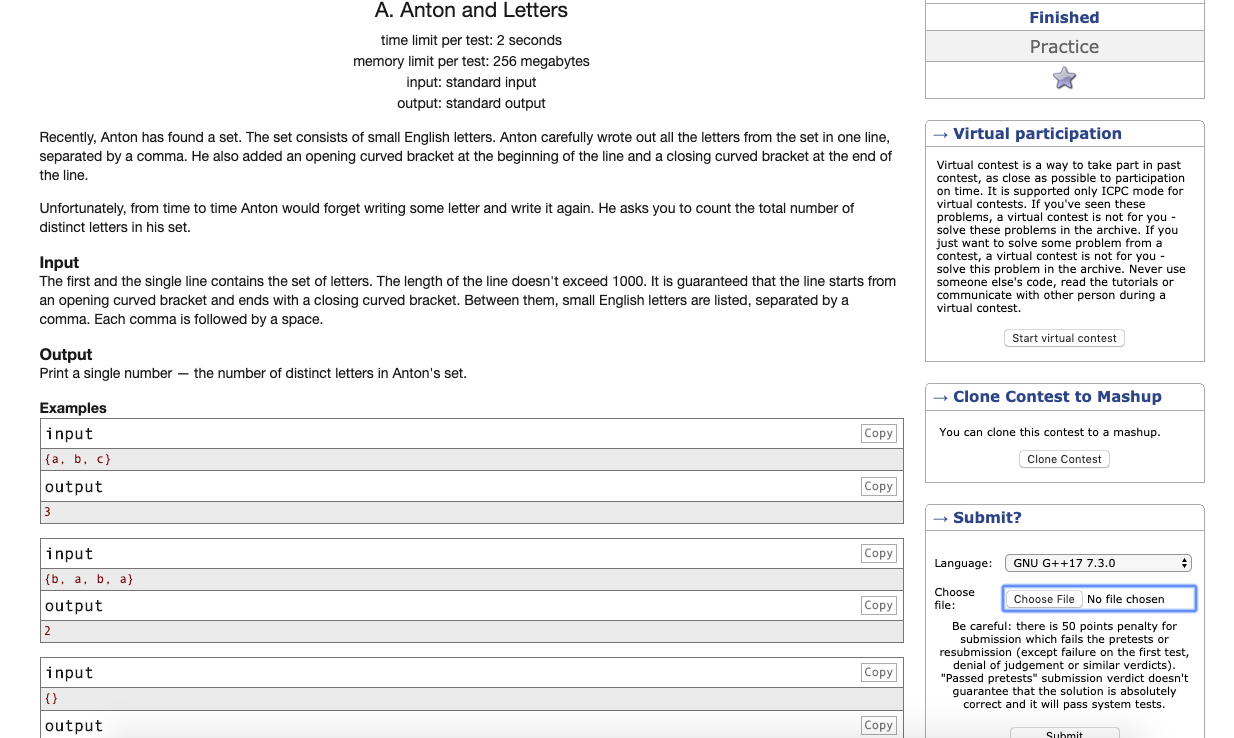 A. Anton and Letters
time limit per test: 2 seconds
memory limit per test: 256 megabytes
input: standard input
output: standard output
Recently, Anton has found a set. The set consists of small English letters. Anton carefully wrote out all the letters from the set in one line,
separated by a comma. He also added an opening curved bracket at the beginning of the line and a closing curved bracket at the end of
the line.
Unfortunately, from time to time Anton would forget writing some letter and write it again. He asks you to count the total number of
distinct letters in his set.
Input
The first and the single line contains the set of letters. The length of the line doesn't exceed 1000. It is guaranteed that the line starts from
an opening curved bracket and ends with a closing curved bracket. Between them, small English letters are listed, separated by a
comma. Each comma is followed by a space.
Output
Print a single number — the number of distinct letters in Anton's set.
Examples
input
Copy
{a, b, c}
output
Copy
3
input
Copy
{b, a, b, a}
output
Copy
2
input
Copy
{}
output
Copy
Finished
Practice
→ Virtual participation
Virtual contest is a way to take part in past
contest, as close as possible to participation
on time. It is supported only ICPC mode for
virtual contests. If you've seen these
problems, a virtual contest is not for you -
solve these problems in the archive. If you
just want to solve some problem from a
contest, a virtual contest is not for you -
solve this problem in the archive. Never use
someone else's code, read the tutorials or
communicate with other person during a
virtual contest.
Start virtual contest
→ Clone Contest to Mashup
You can clone this contest to a mashup.
Clone Contest
→ Submit?
Language:
GNU G++17 7.3.0
Choose
file:
Choose File No file chosen
Be careful: there is 50 points penalty for
submission which fails the pretests or
resubmission (except failure on the first test,
denial of judgement or similar verdicts).
"Passed pretests" submission verdict doesn't
guarantee that the solution is absolutely
correct and it will pass system tests.
Submit